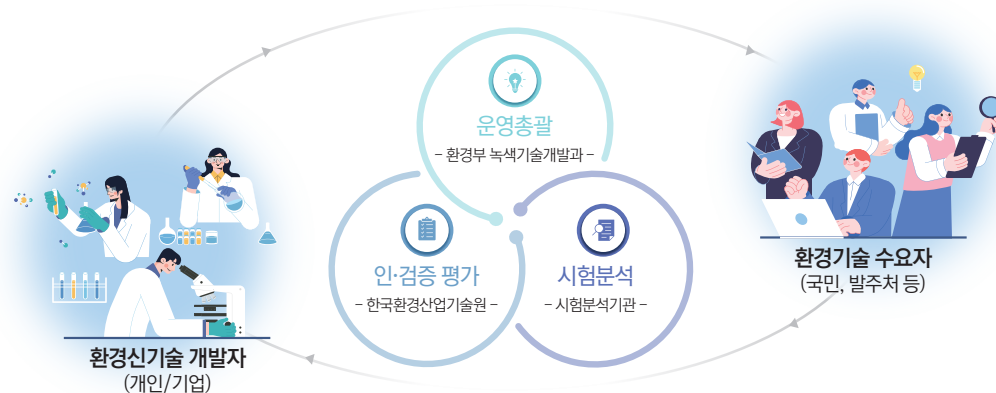 운영총괄
– 환경부 녹색기술개발과 –
인·검증 평가
– 한국환경산업기술원 –
시험분석
– 시험분석기관 –
환경신기술 개발자
(개인/기업)
환경기술 수요자
(국민, 발주처 등)